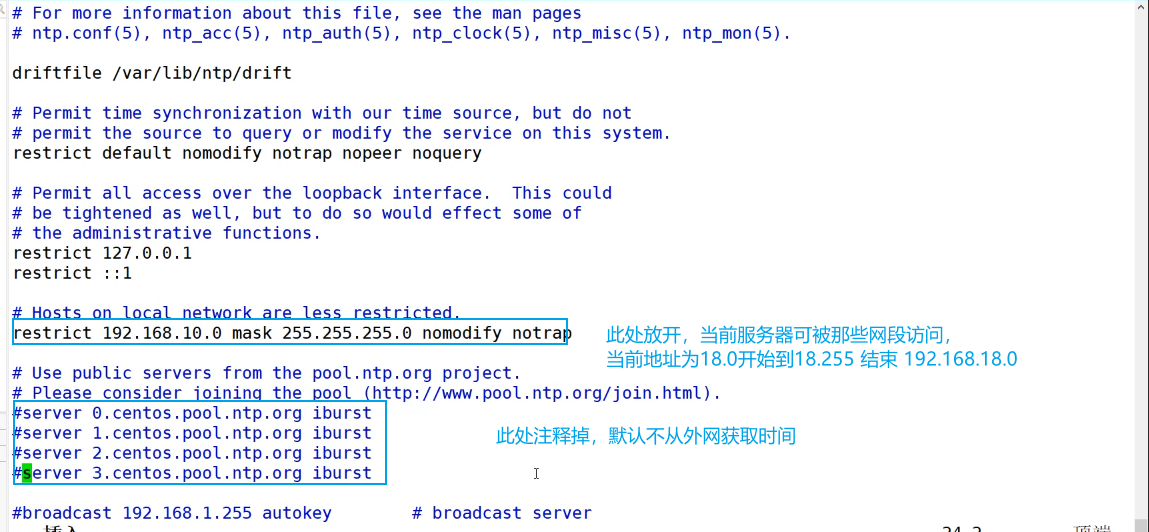 # For more information about this file, see the man pages
# ntp.conf(5), ntp_acc(5), ntp_auth(5), ntp_clock(5), ntp_misc(5), ntp_mon(5).
driftfile /var/lib/ntp/drift
# Permit time synchronization with our time source, but do not
# permit the source to query or modify the service on this system.
restrict default nomodify notrap nopeer noquery
# Permit all access over the loopback interface.  This could
# be tightened as well, but to do so would effect some of
# the administrative functions.
restrict 127.0.0.1
restrict ::1
# Hosts on local network are less restricted.
restrict 192.168.10.0 mask 255.255.255.0 nomodify notrap
此处放开，当前服务器可被那些网段访问，
当前地址为18.0开始到18.255 结束 192.168.18.0
# Use public servers from the pool.ntp.org project.
# Please consider joining the pool (http://www.pool.ntp.org/join.html).
#server 0.centos.pool.ntp.org iburst
#server 1.centos.pool.ntp.org iburst
此处注释掉，默认不从外网获取时间
#server 2.centos.pool.ntp.org iburst
#server 3.centos.pool.ntp.org iburst
#broadcast 192.168.1.255 autokey        # broadcast server